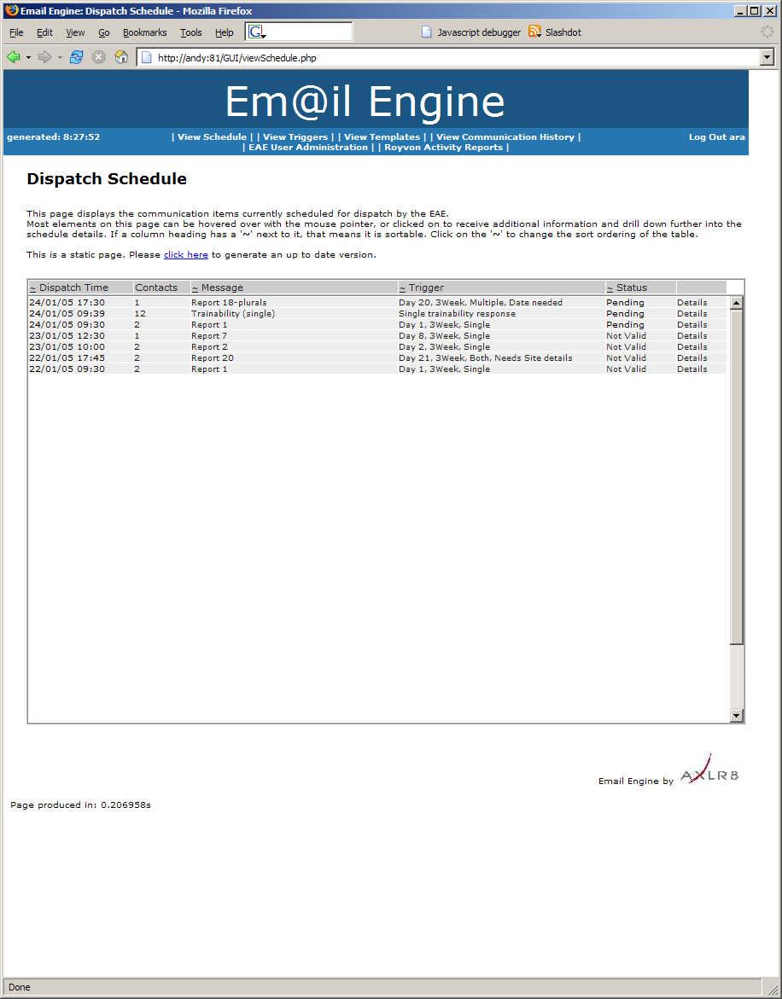 Email Engine: Dispatch Schedule - Mozilla Firefox
File Edit View Go Bookmarks Tools Help G Javascript debugger Slashdot
http://andy:81/GUI/viewSchedule.php
Em@il Engine
generated: 8:27:52 | View Schedule | | View Triggers | | View Templates | | View Communication History | Log Out ara
| EAE User Administration | | Royvon Activity Reports |
Dispatch Schedule
This page displays the communication items currently scheduled for dispatch by the EAE.
Most elements on this page can be hovered over with the mouse pointer, or clicked on to receive additional information and drill down further into the
schedule details. If a column heading has a '~' next to it, that means it is sortable. Click on the '~' to change the sort ordering of the table.
This is a static page. Please click here to generate an up to date version.
~ Dispatch Time Contacts ~ Message ~ Trigger ~ Status
24/01/05 17:30 1 Report 18-plurals Day 20, 3Week, Multiple, Date needed Pending Details
24/01/05 09:39 12 Trainability (single) Single trainability response Pending Details
24/01/05 09:30 2 Report 1 Day 1, 3Week, Single Pending Details
23/01/05 12:30 1 Report 7 Day 8, 3Week, Single Not Valid Details
23/01/05 10:00 2 Report 2 Day 2, 3Week, Single Not Valid Details
22/01/05 17:45 2 Report 20 Day 21, 3Week, Both, Needs Site details Not Valid Details
22/01/05 09:30 2 Report 1 Day 1, 3Week, Single Not Valid Details
Email Engine by AXLR8
Page produced in: 0.206958s
Done